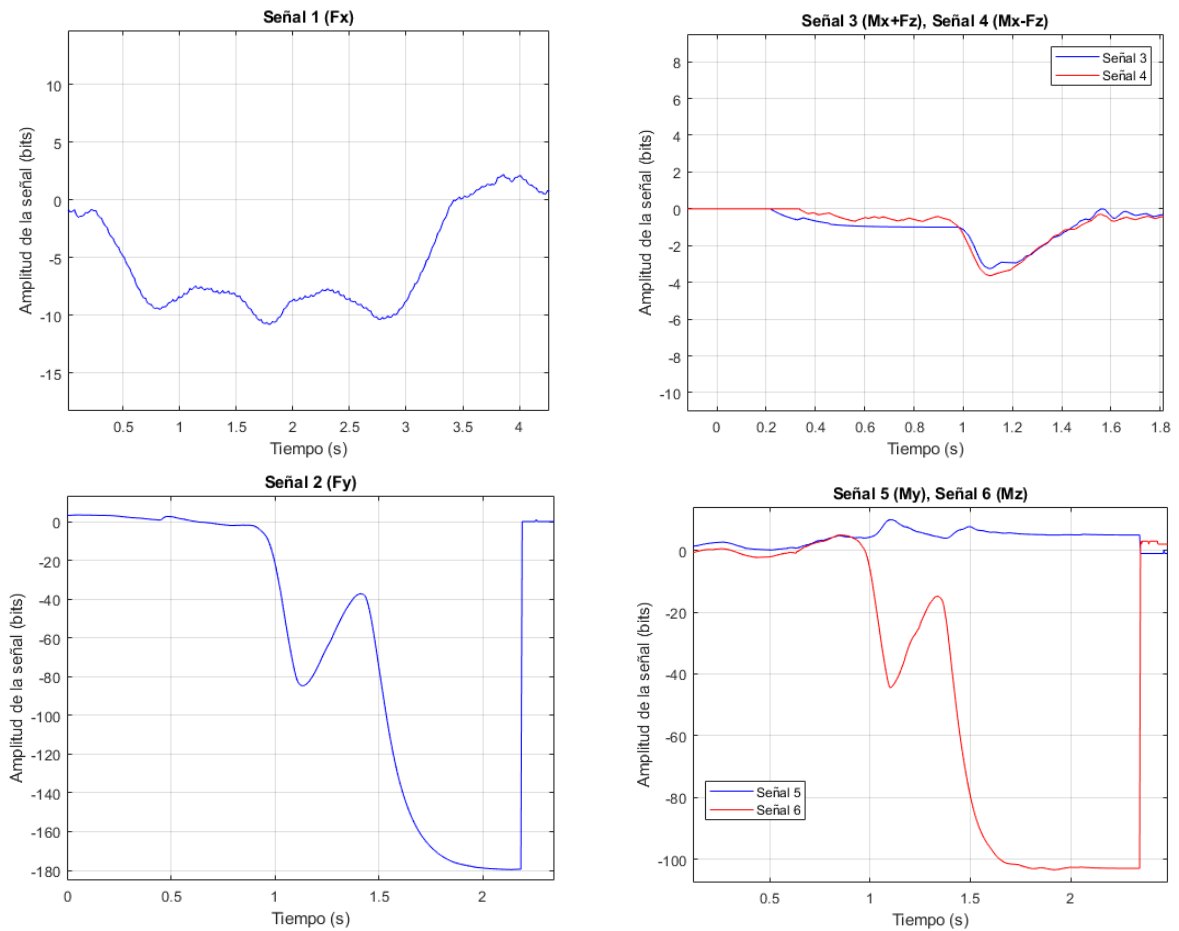 Señal 1 (Fx)
Amplitud de la señal (bits)
10
5
0
-5
-10
-15
0.5 1 1.5 2 2.5 3 3.5 4
Tiempo (s)
Señal 3 (Mx+Fz), Señal 4 (Mx-Fz)
Amplitud de la señal (bits)
8
6
4
2
0
-2
-4
-6
-8
-10
0 0.2 0.4 0.6 0.8 1 1.2 1.4 1.6 1.8
Tiempo (s)
Señal 3
Señal 4
Señal 2 (Fy)
Amplitud de la señal (bits)
0
-20
-40
-60
-80
-100
-120
-140
-160
-180
0 0.5 1 1.5 2
Tiempo (s)
Señal 5 (My), Señal 6 (Mz)
Amplitud de la señal (bits)
0
-20
-40
-60
-80
-100
0.5 1 1.5 2
Tiempo (s)
Señal 5
Señal 6